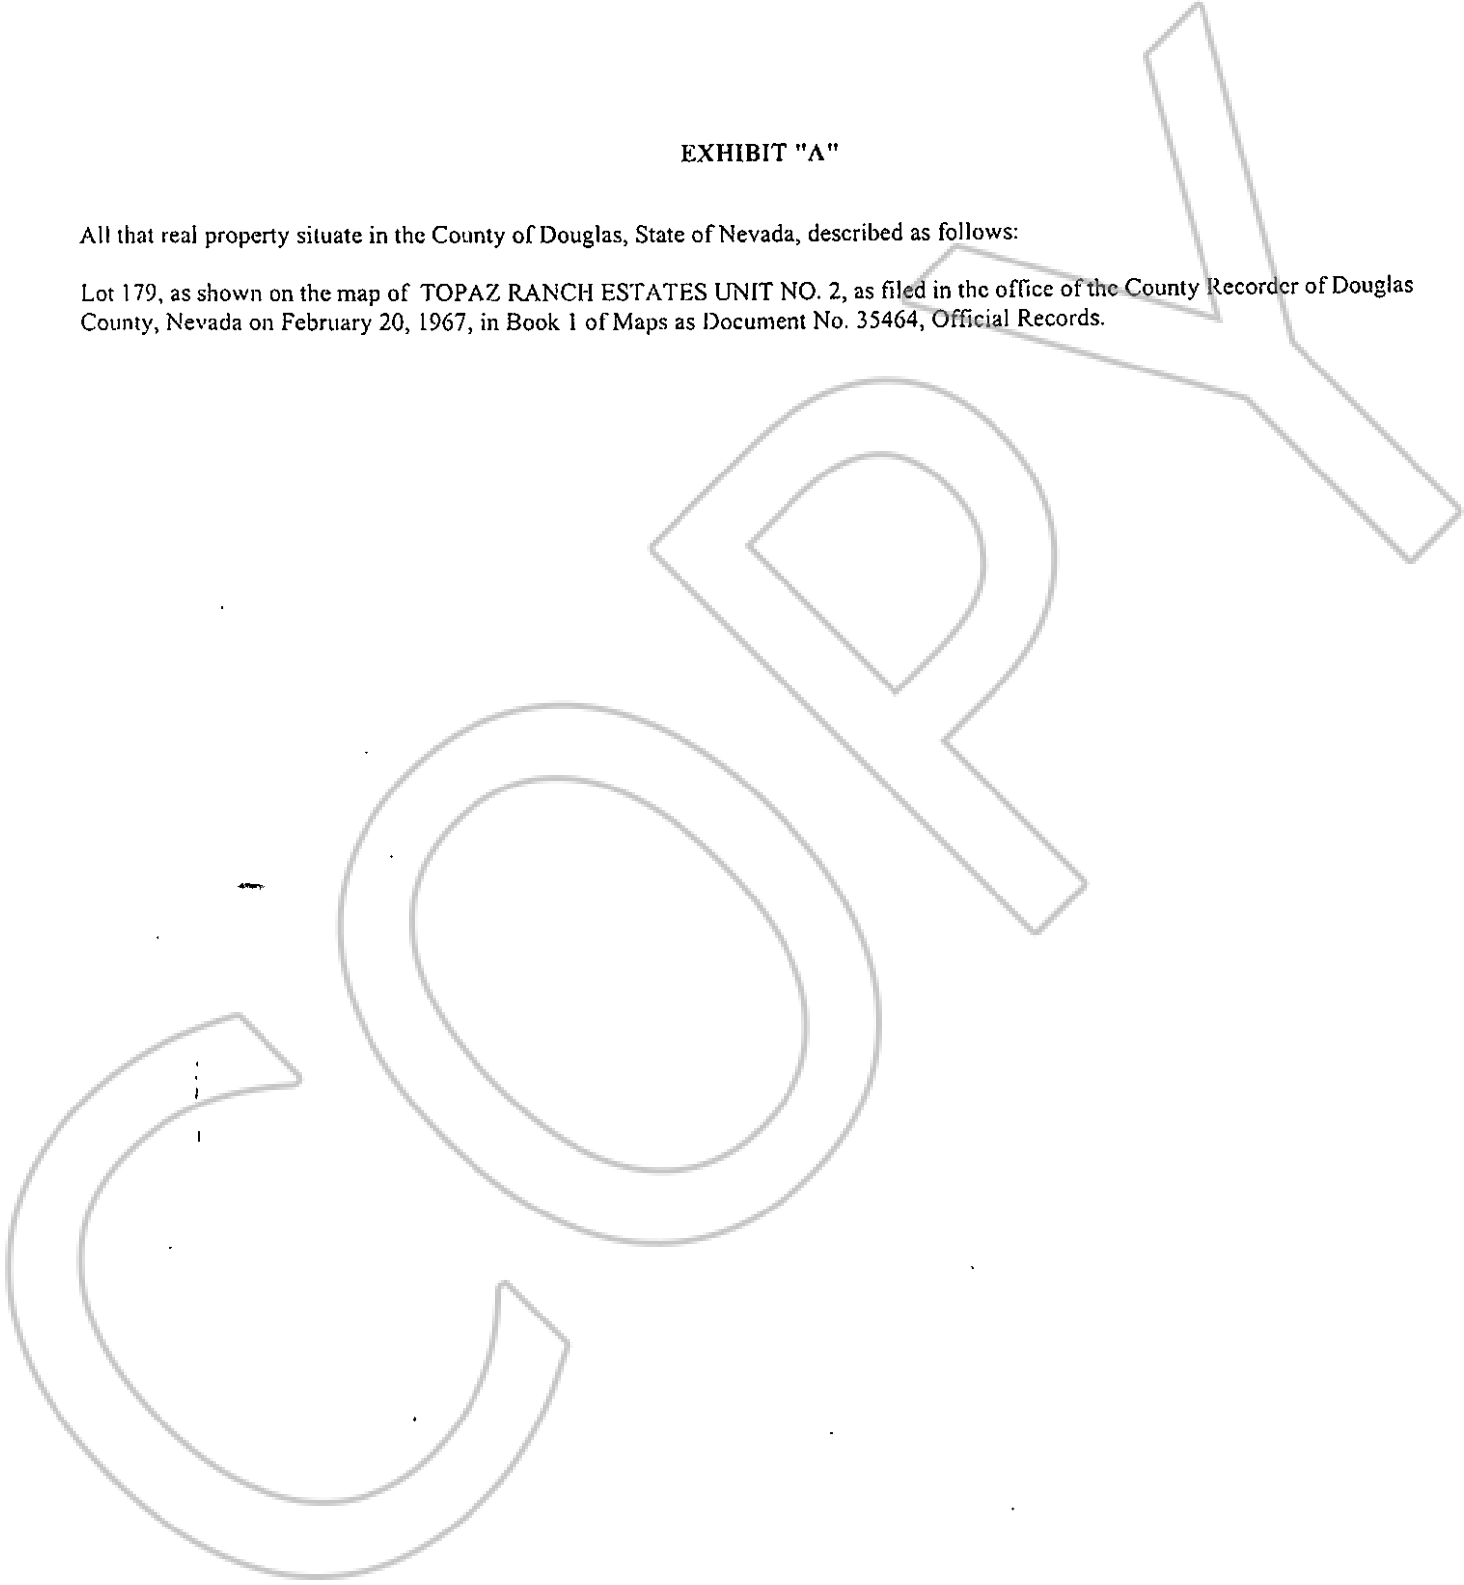 EXHIBIT "A"
All that real property situate in the County of Douglas, State of Nevada, described as follows:
Lot 179, as shown on the map of TOPAZ RANCH ESTATES UNIT NO. 2, as filed in the office of the County Recorder of Douglas
County, Nevada on February 20, 1967, in Book 1 of Maps as Document No. 35464, Official Records.
COPY